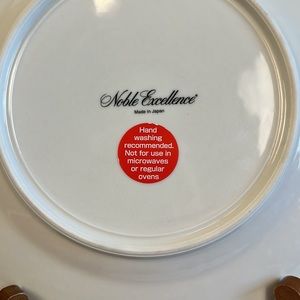 Noble Excellence®
Made in Japan
Hand
washing
recommended.
Not for use in
microwaves
or regular
ovens